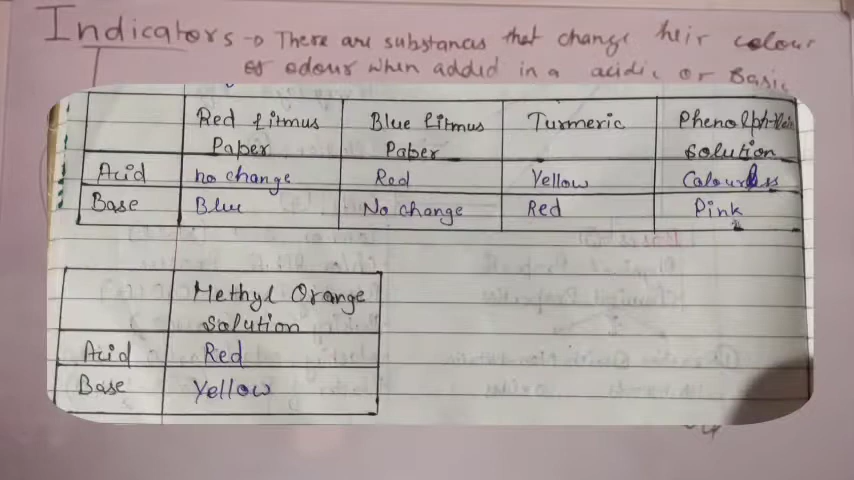 Indicators → There are substances that change heir colour
or odour when added in a acidic or Basic
Red Litmus Paper Blue Litmus Paper Turmeric Phenolphthlein solution
Acid no change Red Yellow Colourless
Base Blue No change Red Pink
Methyl Orange
solution
Acid Red
Base Yellow